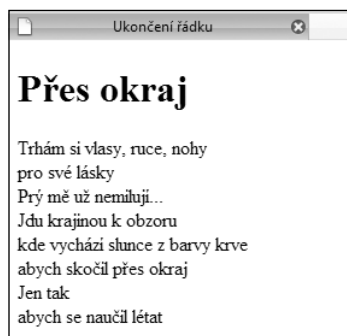 Ukončení řádku
Přes okraj
Trhám si vlasy, ruce, nohy
pro své lásky
Prý mě už nemilují...
Jdu krajinou k obzoru
kde vychází slunce z barvy krve
abych skočil přes okraj
Jen tak
abych se naučil létat